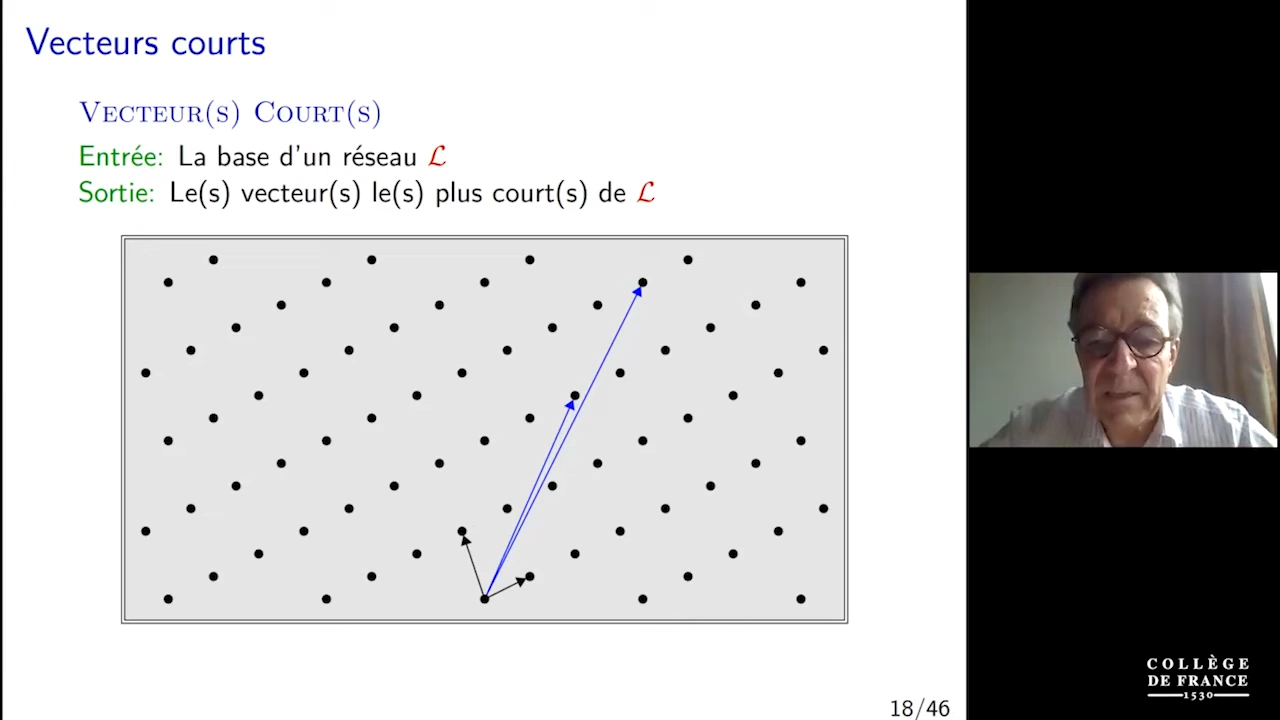 Vecteurs courts
VECTEUR(S) COURT(S)
Entrée: La base d'un réseau ℒ
Sortie: Le(s) vecteur(s) le(s) plus court(s) de ℒ
18/46
COLLÈGE
DE FRANCE
1530